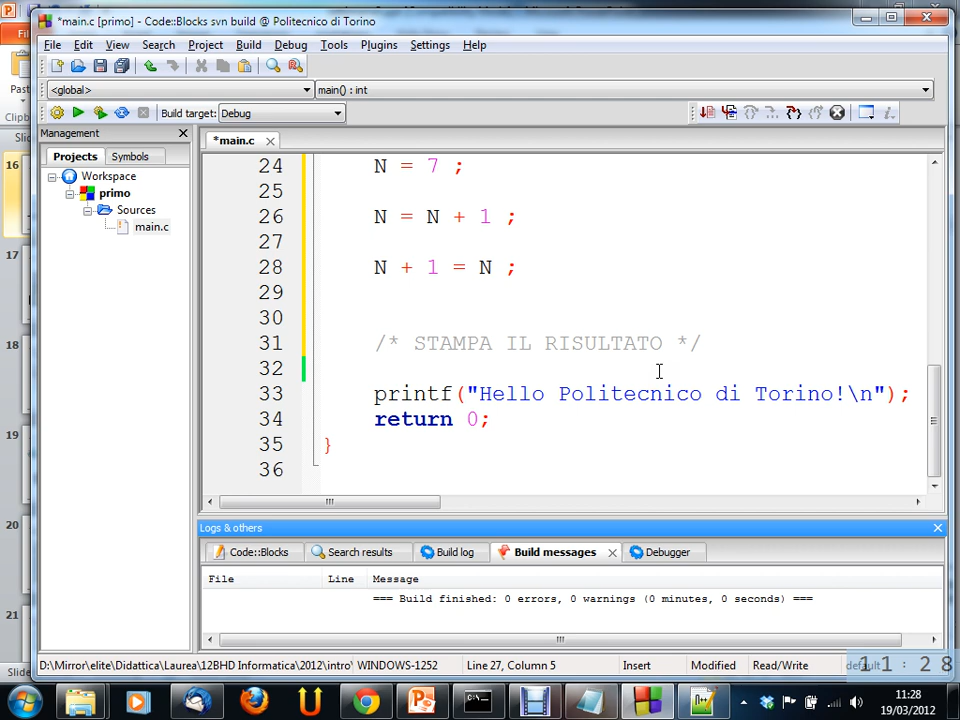 *main.c [primo] - Code::Blocks svn build @ Politecnico di Torino
File Edit View Search Project Build Debug Tools Plugins Settings Help
<global> main() : int
Build target: Debug
Management
Projects Symbols
*main.c
Workspace
primo
Sources
main.c
24 N = 7 ;
25
26 N = N + 1 ;
27
28 N + 1 = N ;
29
30
31 /* STAMPA IL RISULTATO */
32
33 printf("Hello Politecnico di Torino!\n");
34 return 0;
35 }
36
Fi
Past
Clipb
Slid
16
17
18
19
20
21
Slide
Logs & others
Code::Blocks Search results Build log Build messages Debugger
File Line Message
=== Build finished: 0 errors, 0 warnings (0 minutes, 0 seconds) ===
D:\Mirror\elite\Didattica\Laurea\12BHD Informatica\2012\intro\ WINDOWS-1252 Line 27, Column 5 Insert Modified Read/Write default
11:28
11:28
19/03/2012